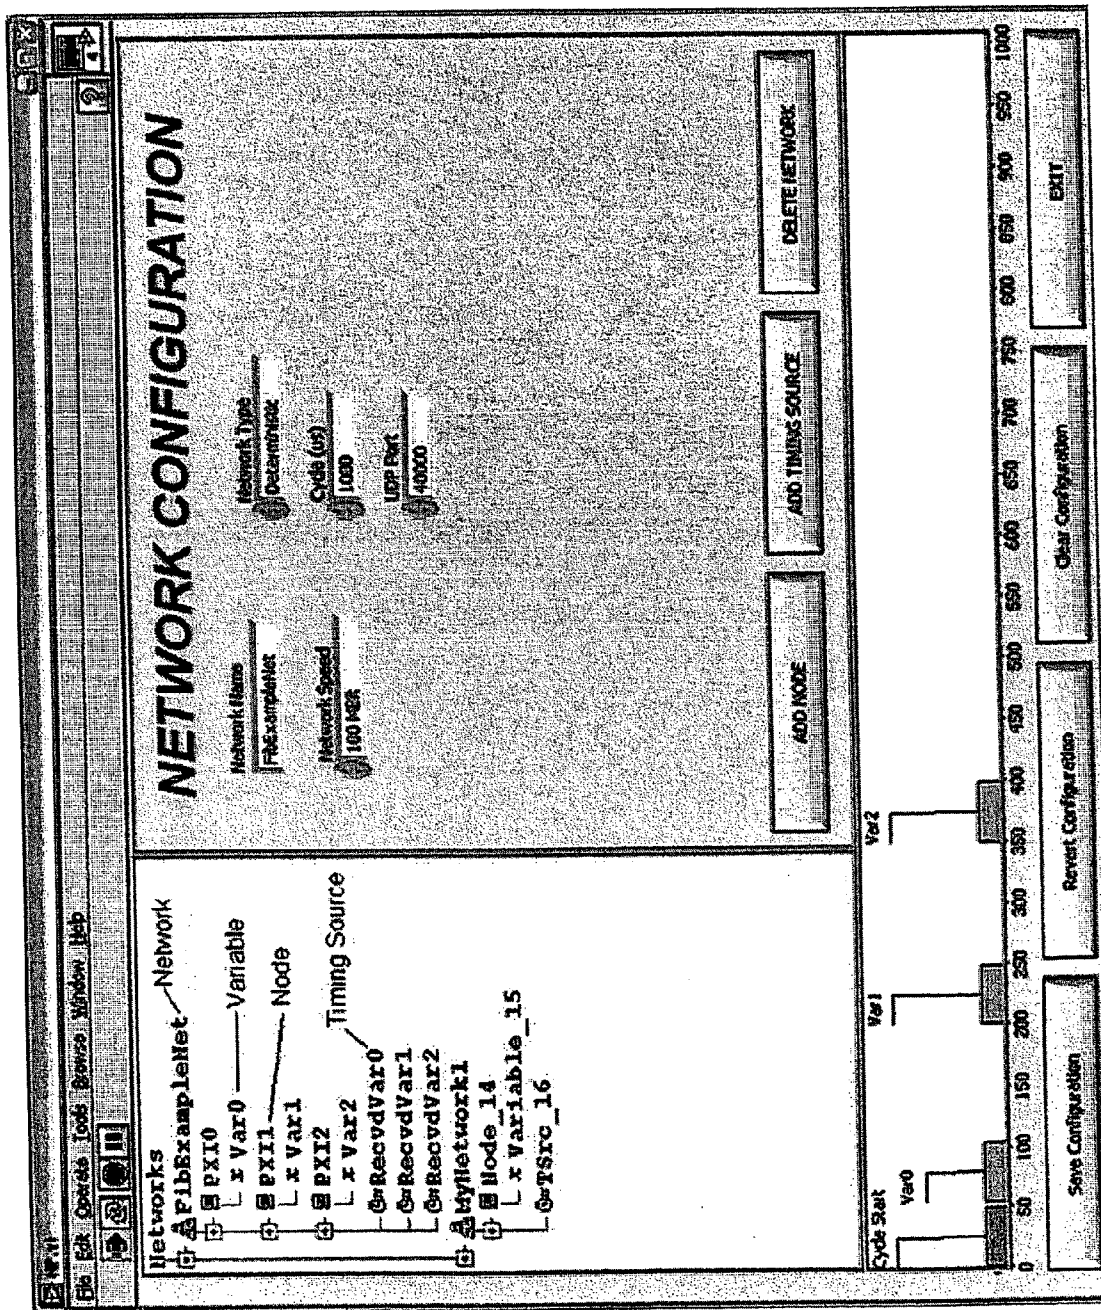 File Edit Operate Tools Browse Window Help
?
Networks
FibExampleNet
Network
PXI0
x Var0
Variable
PXI1
Node
x Var1
PXI2
x Var2
Timing Source
RecvdVar0
RecvdVar1
RecvdVar2
MyNetwork1
Node_14
x Variable_15
TSrc_16
NETWORK CONFIGURATION
Network Name
FibExampleNet
Network Type
Deterministic
Network Speed
100
Cycle (us)
1000
UDP Port
40000
ADD NODE
ADD TIMING SOURCE
DELETE NETWORK
Cycle Start
Var0
Var1
Var2
0 50 100 150 200 250 300 350 400 450 500 550 600 650 700 750 800 850 900 950 1000
Save Configuration
Revert Configuration
Clear Configuration
EXIT